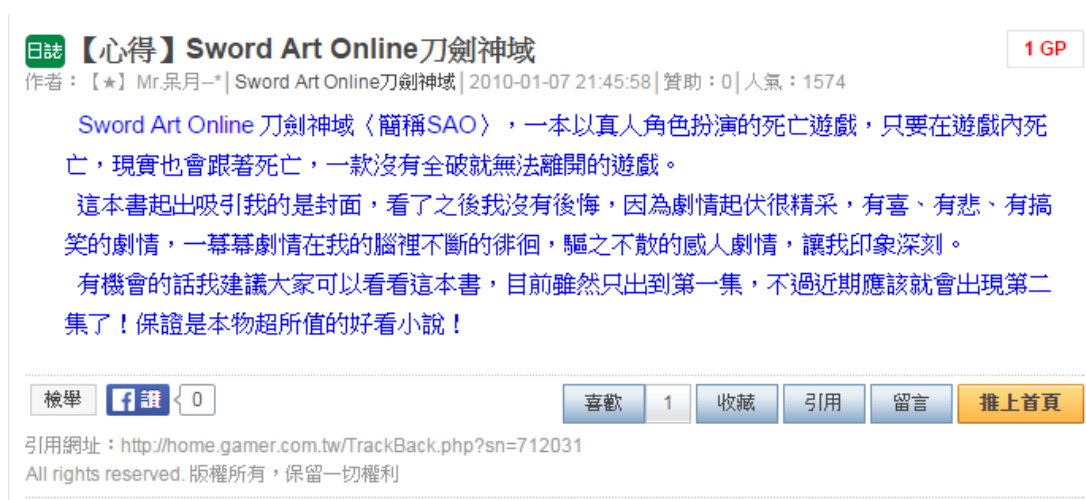 日誌 【心得】Sword Art Online刀劍神域 1 GP
作者：【★】Mr.呆月–*│Sword Art Online刀劍神域│2010-01-07 21:45:58│贊助：0│人氣：1574
Sword Art Online 刀劍神域〈簡稱SAO〉，一本以真人角色扮演的死亡遊戲，只要在遊戲內死
亡，現實也會跟著死亡，一款沒有全破就無法離開的遊戲。
這本書起出吸引我的是封面，看了之後我沒有後悔，因為劇情起伏很精采，有喜、有悲、有搞
笑的劇情，一幕幕劇情在我的腦裡不斷的徘徊，驅之不散的感人劇情，讓我印象深刻。
有機會的話我建議大家可以看看這本書，目前雖然只出到第一集，不過近期應該就會出現第二
集了！保證是本物超所值的好看小說！
檢舉 f 讚 0 喜歡 1 收藏 引用 留言 推上首頁
引用網址：http://home.gamer.com.tw/TrackBack.php?sn=712031
All rights reserved. 版權所有，保留一切權利